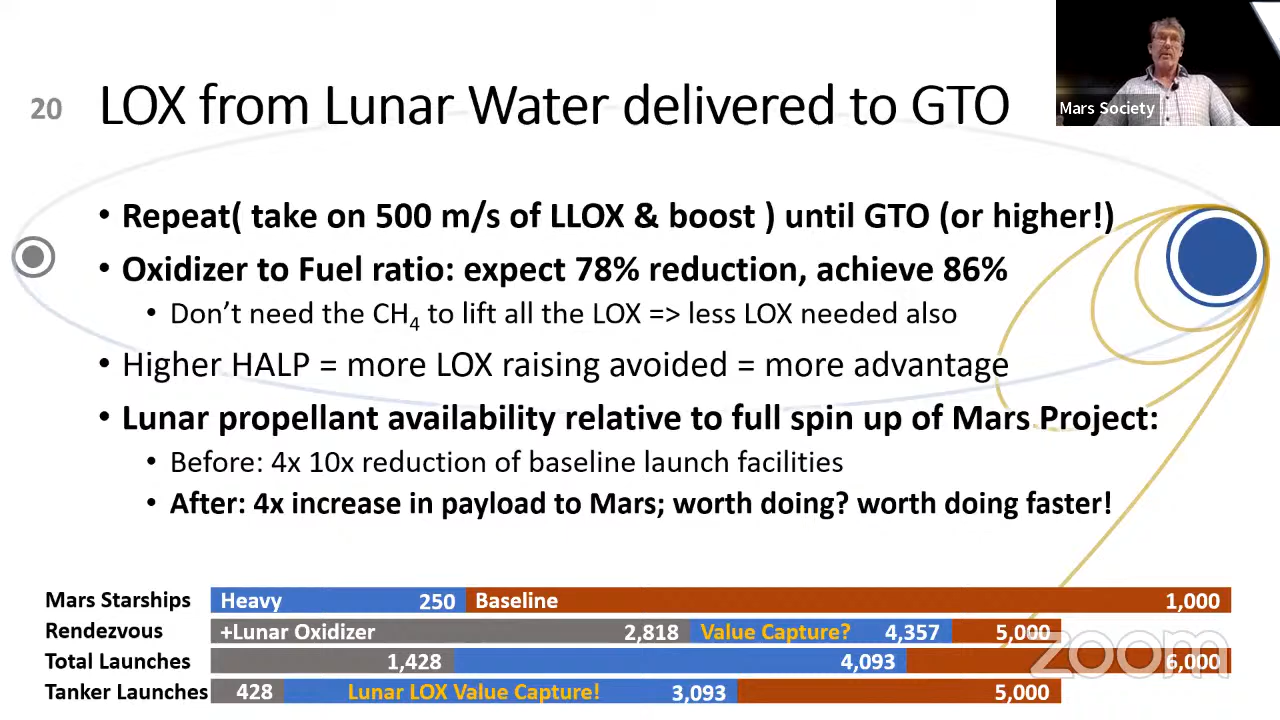 20
LOX from Lunar Water delivered to GTO
Mars Society
• Repeat( take on 500 m/s of LLOX & boost ) until GTO (or higher!)
• Oxidizer to Fuel ratio: expect 78% reduction, achieve 86%
• Don't need the CH4 to lift all the LOX => less LOX needed also
• Higher HALP = more LOX raising avoided = more advantage
• Lunar propellant availability relative to full spin up of Mars Project:
• Before: 4x 10x reduction of baseline launch facilities
• After: 4x increase in payload to Mars; worth doing? worth doing faster!
Mars Starships Heavy 250 Baseline 1,000
Rendezvous +Lunar Oxidizer 2,818 Value Capture? 4,357 5,000
Total Launches 1,428 4,093 6,000
Tanker Launches 428 Lunar LOX Value Capture! 3,093 5,000
zoom